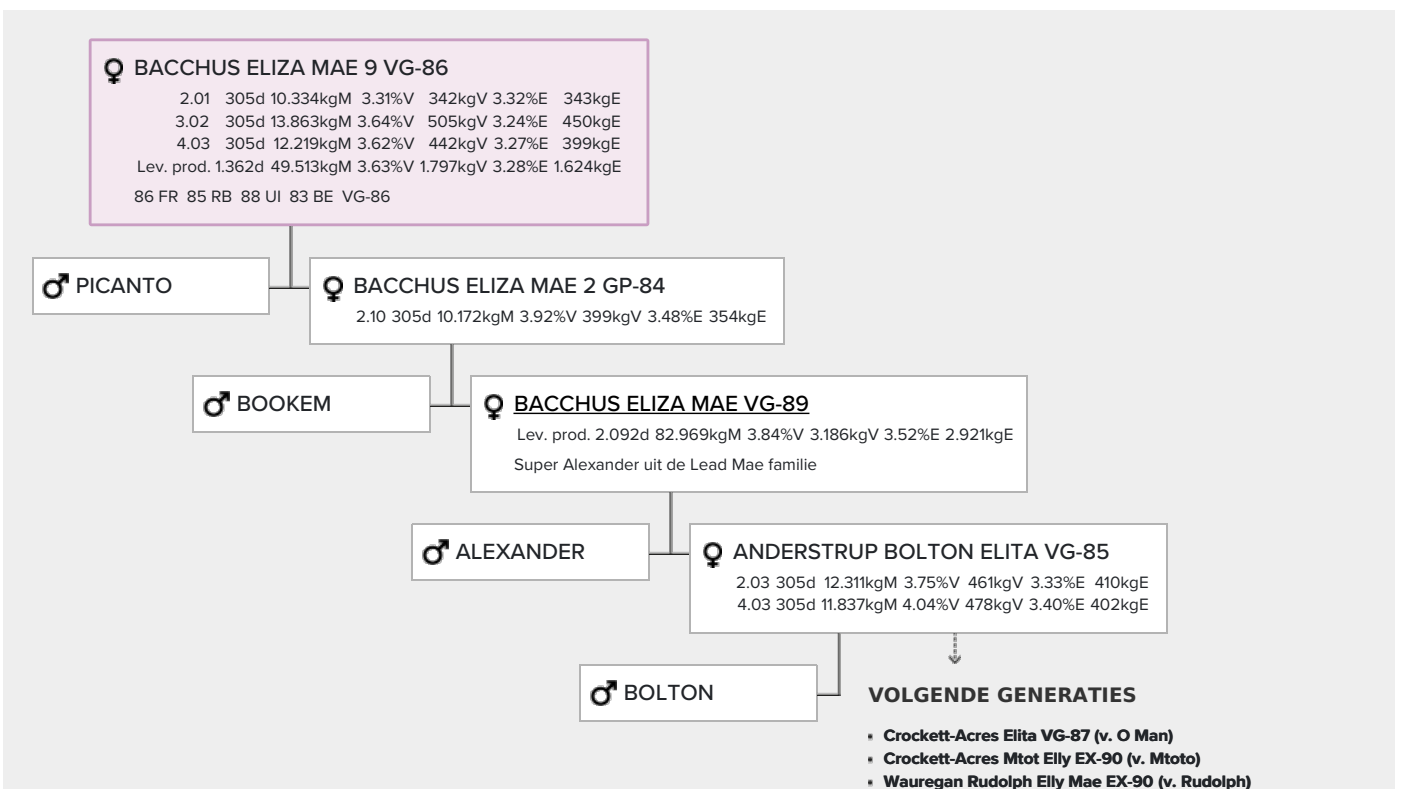 BACCHUS ELIZA MAE 9 VG-86
2.01 305d 10.334kgM 3.31%V 342kgV 3.32%E 343kgE
3.02 305d 13.863kgM 3.64%V 505kgV 3.24%E 450kgE
4.03 305d 12.219kgM 3.62%V 442kgV 3.27%E 399kgE
Lev. prod. 1.362d 49.513kgM 3.63%V 1.797kgV 3.28%E 1.624kgE
86 FR 85 RB 88 UI 83 BE VG-86
PICANTO
BACCHUS ELIZA MAE 2 GP-84
2.10 305d 10.172kgM 3.92%V 399kgV 3.48%E 354kgE
BOOKEM
BACCHUS ELIZA MAE VG-89
Lev. prod. 2.092d 82.969kgM 3.84%V 3.186kgV 3.52%E 2.921kgE
Super Alexander uit de Lead Mae familie
ALEXANDER
ANDERSTRUP BOLTON ELITA VG-85
2.03 305d 12.311kgM 3.75%V 461kgV 3.33%E 410kgE
4.03 305d 11.837kgM 4.04%V 478kgV 3.40%E 402kgE
BOLTON
VOLGENDE GENERATIES
Crockett-Acres Elita VG-87 (v. O Man)
Crockett-Acres Mtot Elly EX-90 (v. Mtoto)
Wauregan Rudolph Elly Mae EX-90 (v. Rudolph)